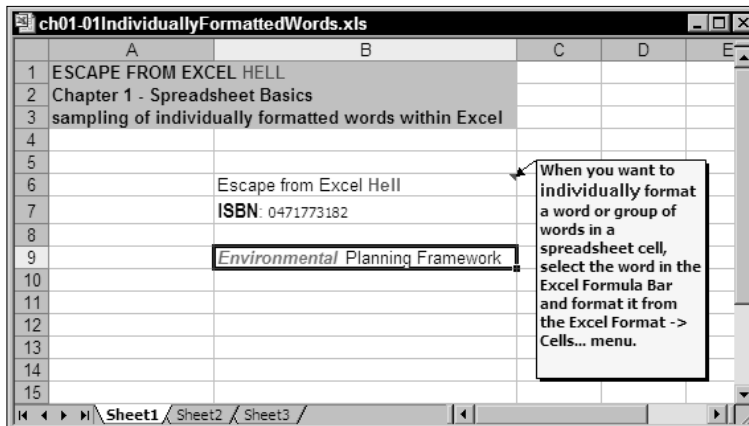 ch01-01IndividuallyFormattedWords.xls
A B C D E
1 ESCAPE FROM EXCEL HELL
2 Chapter 1 - Spreadsheet Basics
3 sampling of individually formatted words within Excel
4
5
6 Escape from Excel Hell
7 ISBN: 0471773182
8
9 Environmental Planning Framework
10
11
12
13
14
15
When you want to
individually format
a word or group of
words in a
spreadsheet cell,
select the word in the
Excel Formula Bar
and format it from
the Excel Format ->
Cells... menu.
Sheet1 Sheet2 Sheet3